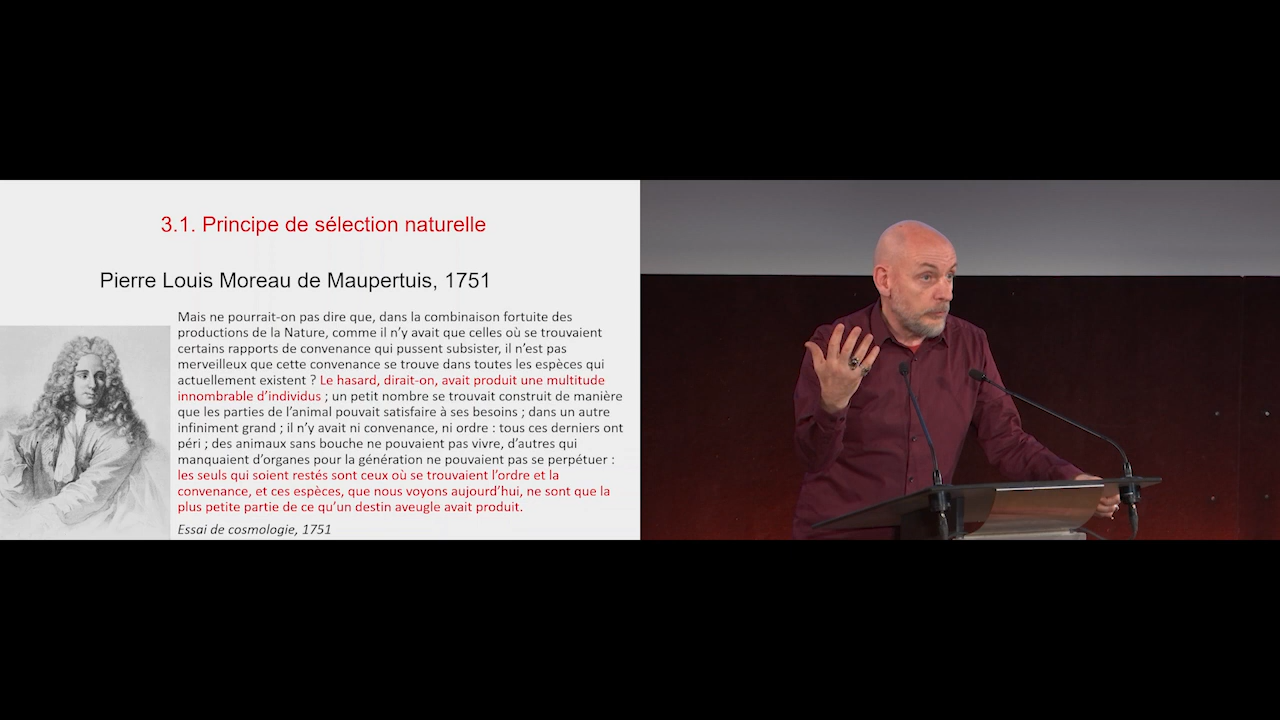 3.1. Principe de sélection naturelle
Pierre Louis Moreau de Maupertuis, 1751
Mais ne pourrait-on pas dire que, dans la combinaison fortuite des
productions de la Nature, comme il n’y avait que celles où se trouvaient
certains rapports de convenance qui pussent subsister, il n’est pas
merveilleux que cette convenance se trouve dans toutes les espèces qui
actuellement existent ? Le hasard, dirait-on, avait produit une multitude
innombrable d’individus ; un petit nombre se trouvait construit de manière
que les parties de l’animal pouvait satisfaire à ses besoins ; dans un autre
infiniment grand ; il n’y avait ni convenance, ni ordre : tous ces derniers ont
péri ; des animaux sans bouche ne pouvaient pas vivre, d’autres qui
manquaient d’organes pour la génération ne pouvaient pas se perpétuer :
les seuls qui soient restés sont ceux où se trouvaient l’ordre et la
convenance, et ces espèces, que nous voyons aujourd’hui, ne sont que la
plus petite partie de ce qu’un destin aveugle avait produit.
Essai de cosmologie, 1751